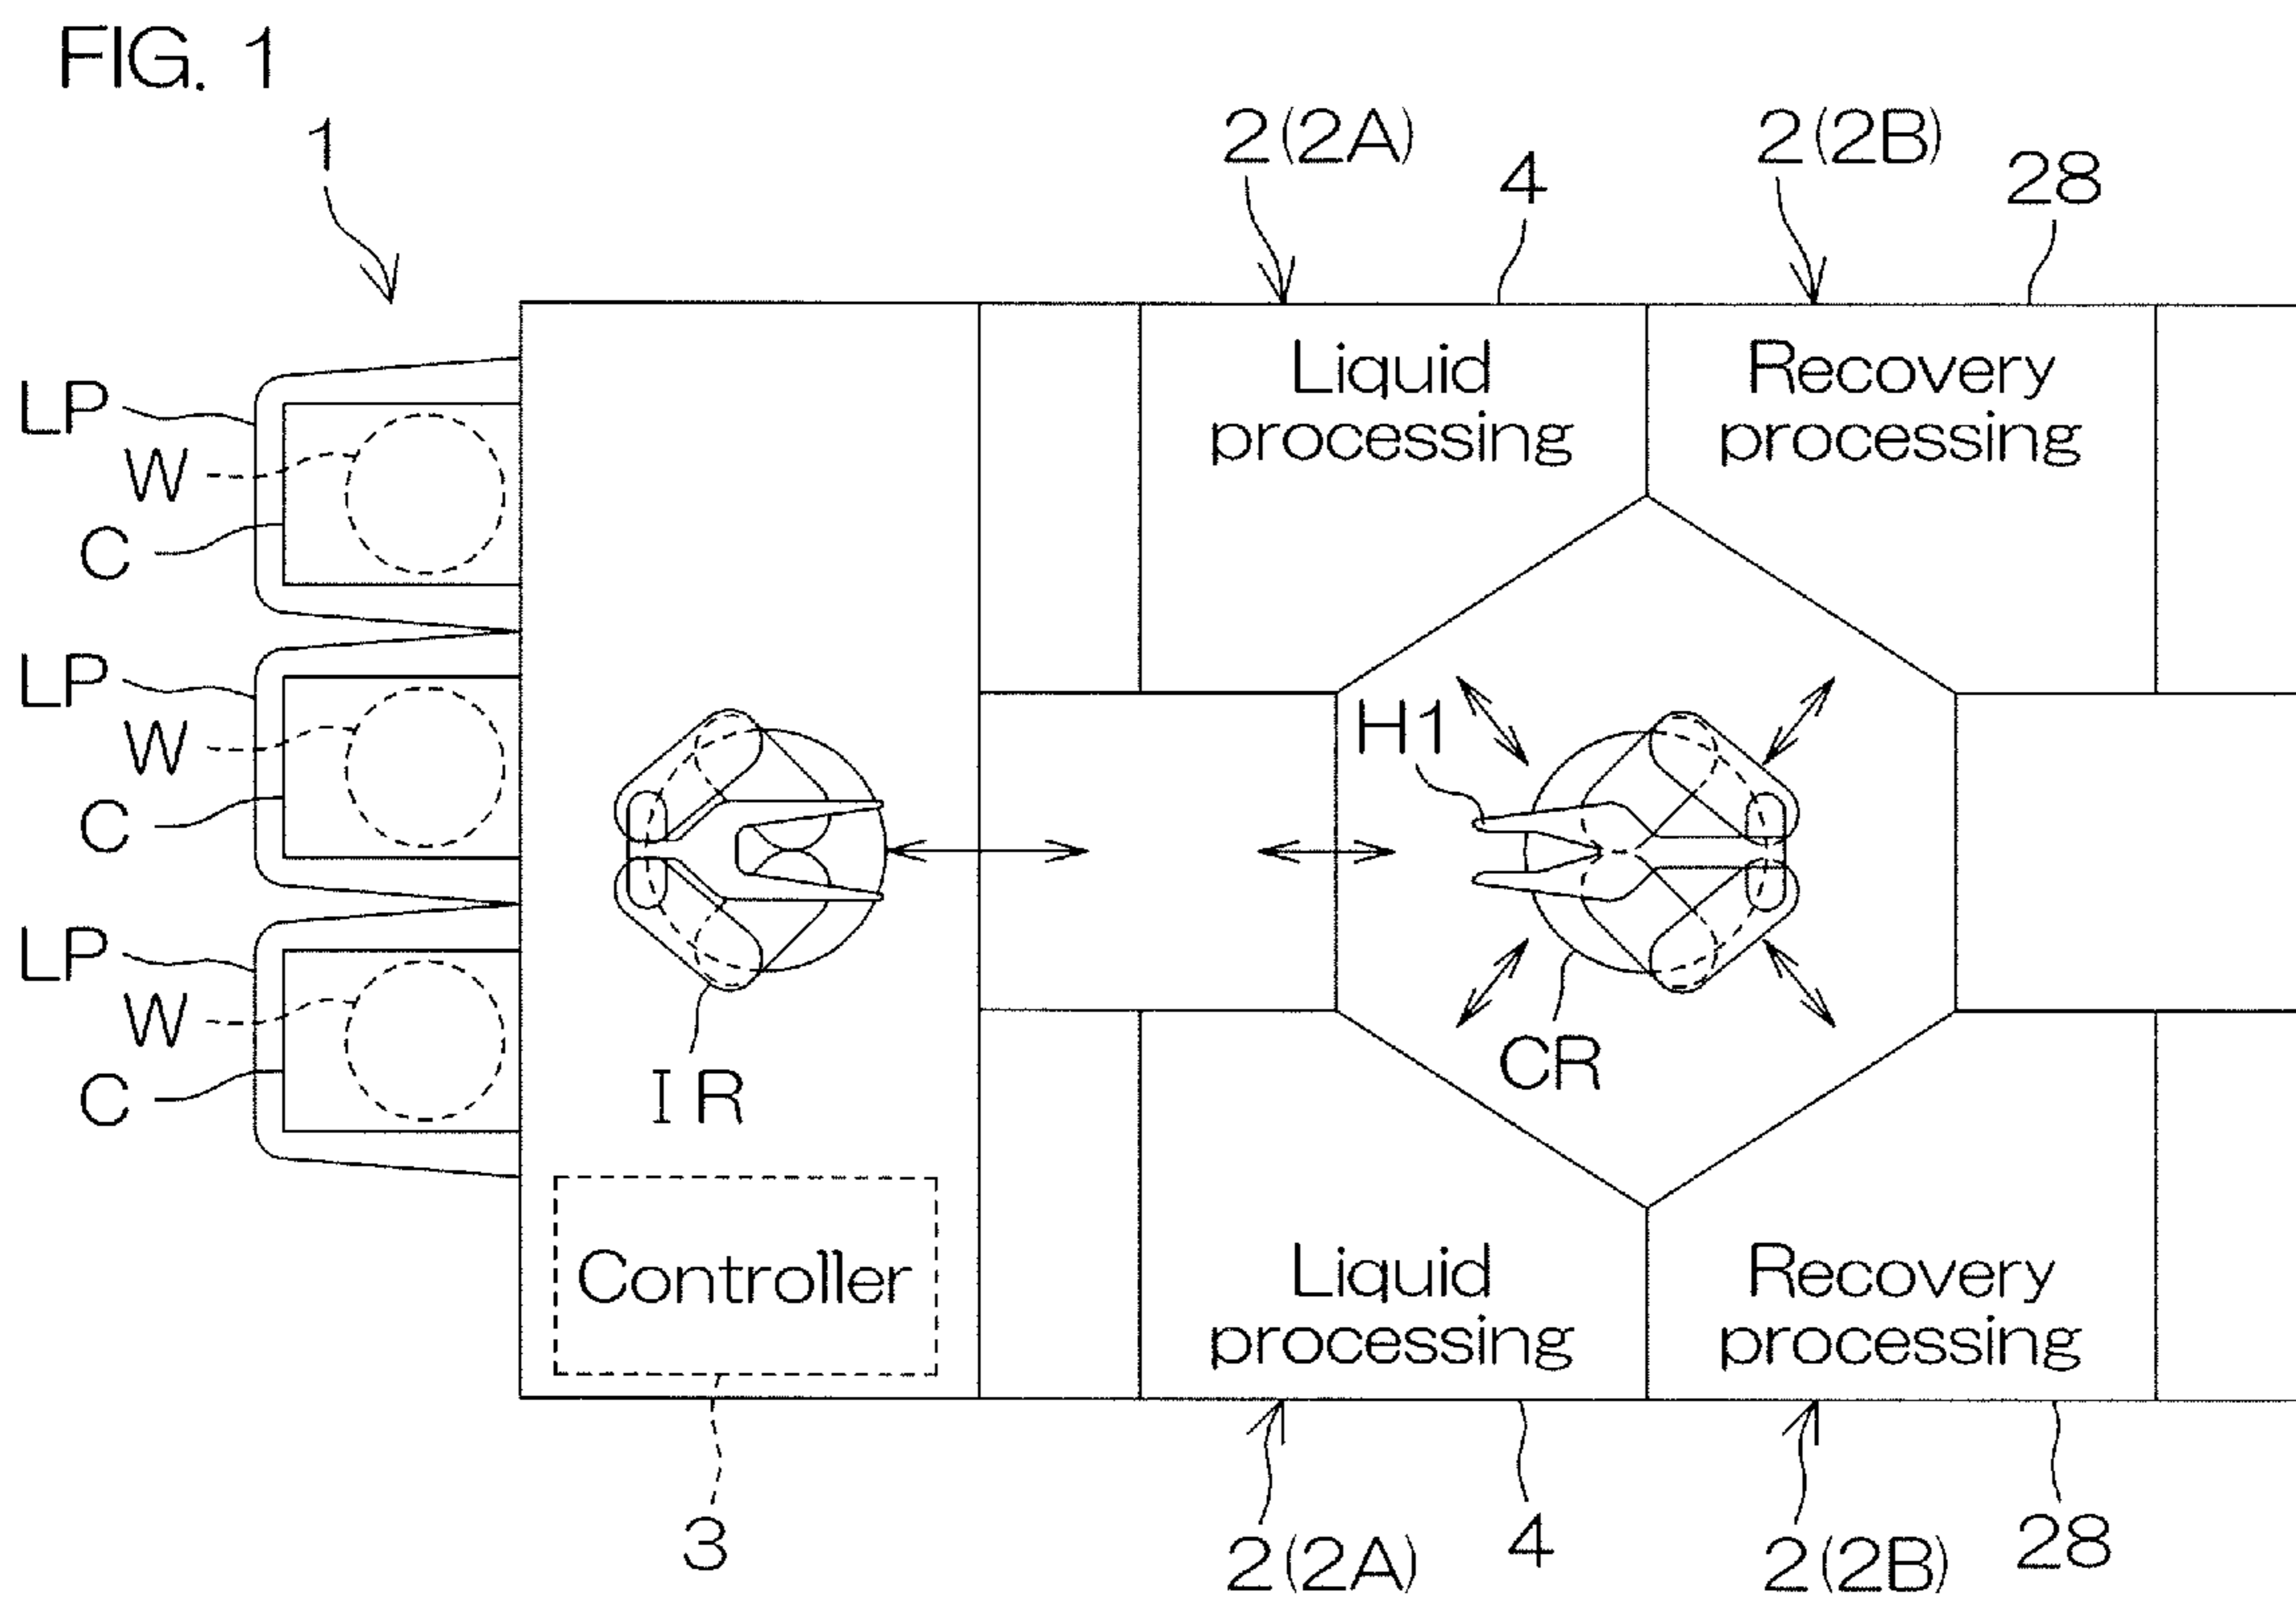 FIG. 1
1
2(2A)
4
2(2B)
28
LP
W
C
Liquid
processing
Recovery
processing
LP
W
C
H1
LP
W
C
IR
CR
Controller
Liquid
processing
Recovery
processing
3
2(2A)
4
2(2B)
28